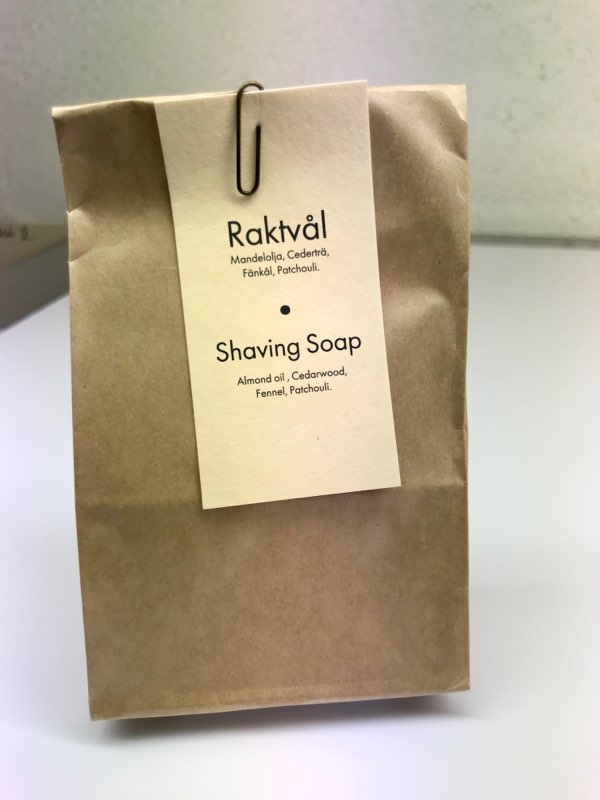 Raktvål
Mandelolja, Cederträ,
Fänkål, Patchouli.
Shaving Soap
Almond oil , Cedarwood,
Fennel, Patchouli.